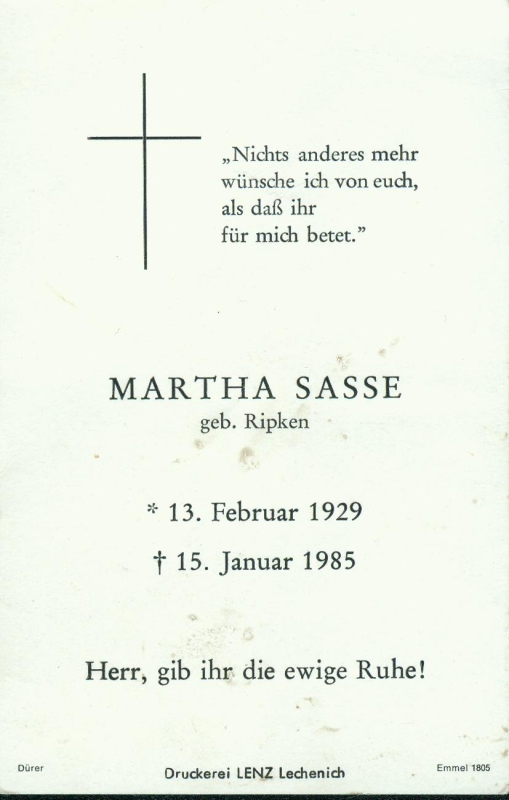 „Nichts anderes mehr
wünsche ich von euch,
als daß ihr
für mich betet.”
MARTHA SASSE
geb. Ripken
* 13. Februar 1929
† 15. Januar 1985
Herr, gib ihr die ewige Ruhe!
Dürer
Druckerei LENZ Lechenich
Emmel 1805